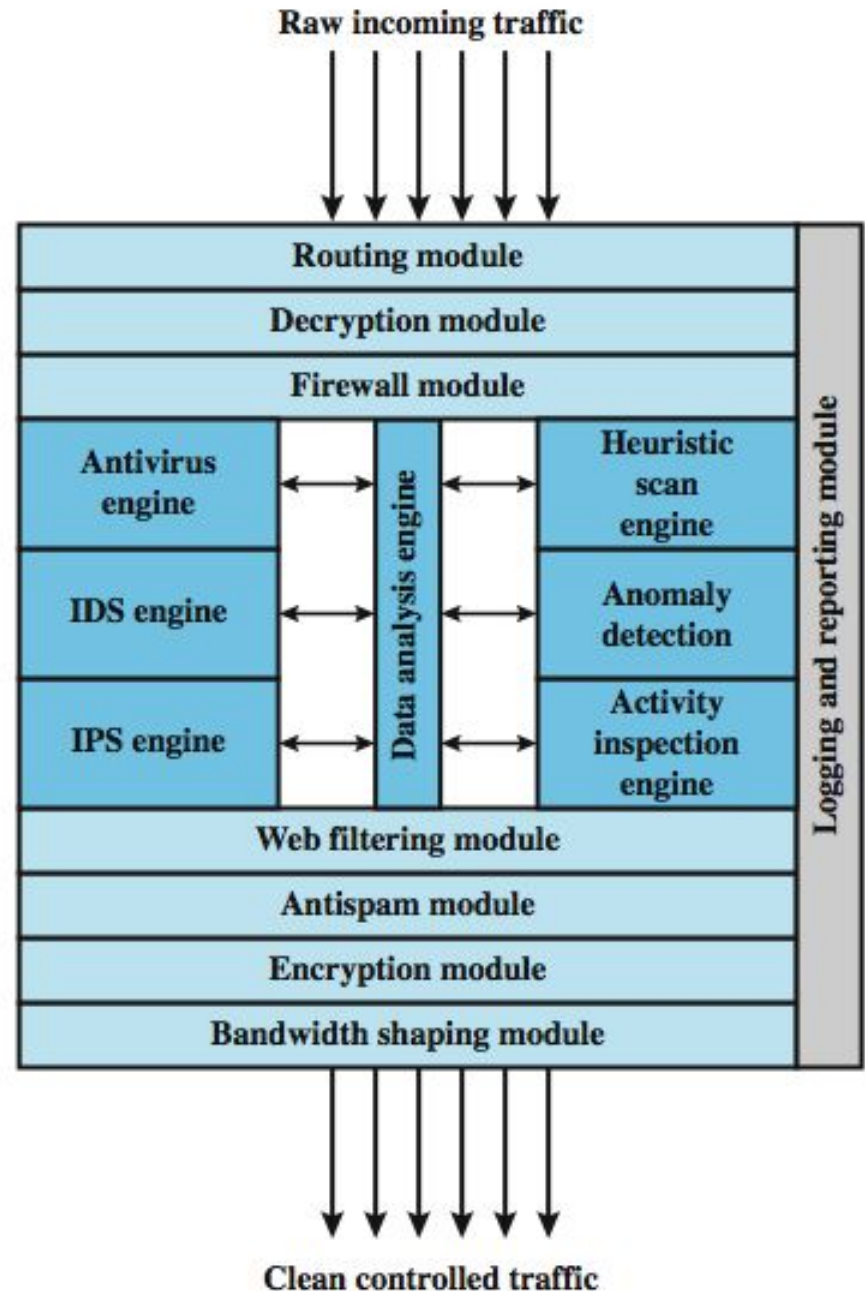 Raw incoming traffic
Routing module
Decryption module
Firewall module
Antivirus
engine
IDS engine
IPS engine
Data analysis engine
Heuristic
scan
engine
Anomaly
detection
Activity
inspection
engine
Logging and reporting module
Web filtering module
Antispam module
Encryption module
Bandwidth shaping module
Clean controlled traffic